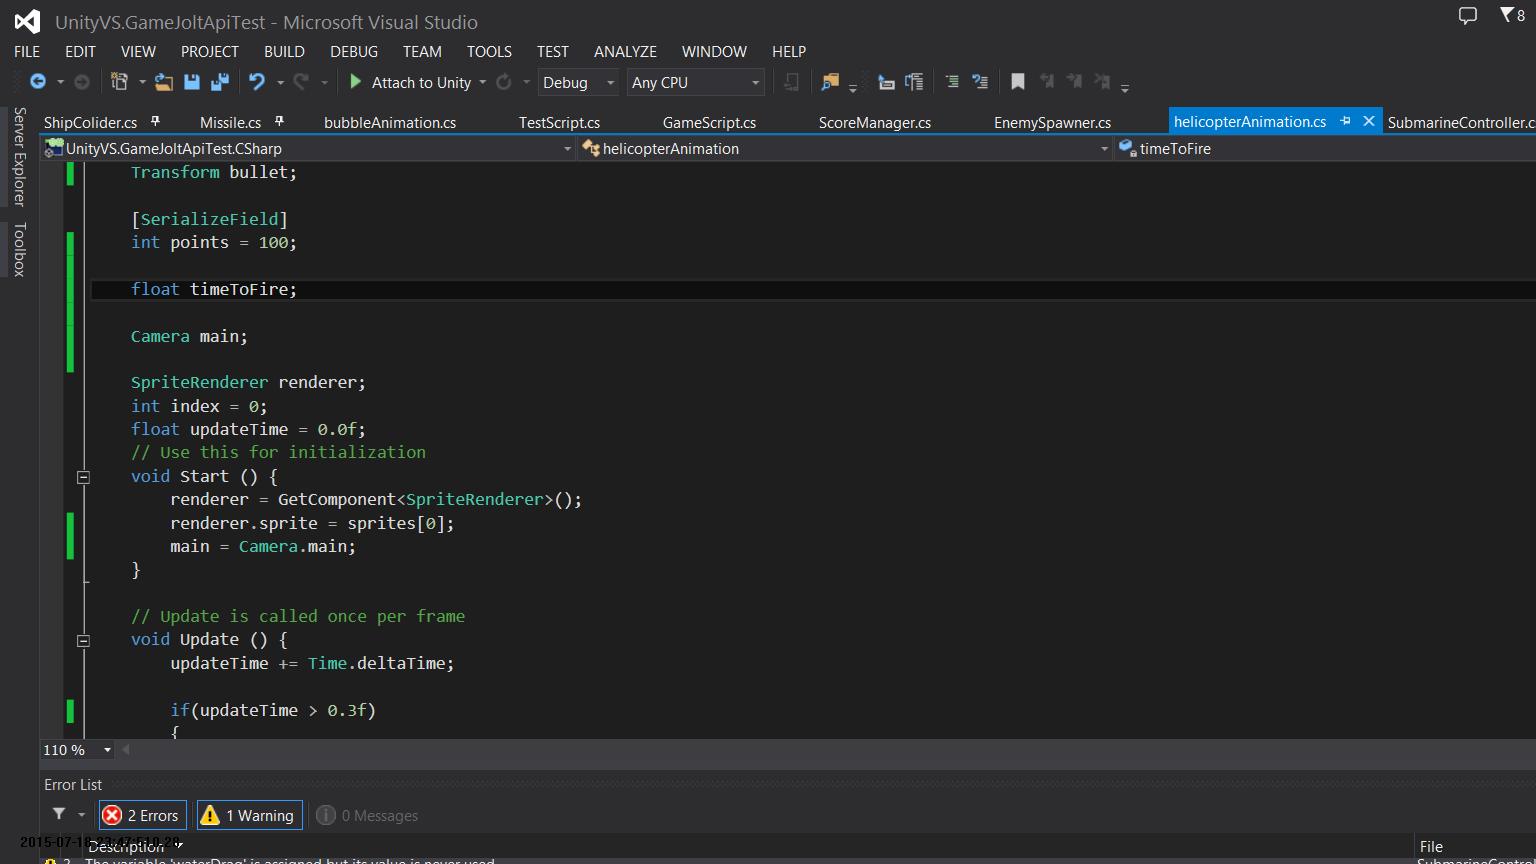 UnityVS.GameJoltApiTest - Microsoft Visual Studio
8
FILE EDIT VIEW PROJECT BUILD DEBUG TEAM TOOLS TEST ANALYZE WINDOW HELP
Attach to Unity Debug Any CPU
Server Explorer
Toolbox
ShipColider.cs Missile.cs bubbleAnimation.cs TestScript.cs GameScript.cs ScoreManager.cs EnemySpawner.cs helicopterAnimation.cs SubmarineController.cs
UnityVS.GameJoltApiTest.CSharp helicopterAnimation timeToFire
Transform bullet;
[SerializeField]
int points = 100;
float timeToFire;
Camera main;
SpriteRenderer renderer;
int index = 0;
float updateTime = 0.0f;
// Use this for initialization
void Start () {
renderer = GetComponent<SpriteRenderer>();
renderer.sprite = sprites[0];
main = Camera.main;
}
// Update is called once per frame
void Update () {
updateTime += Time.deltaTime;
if(updateTime > 0.3f)
{
110 %
Error List
2 Errors 1 Warning 0 Messages
Description File
The variable 'waterDrag' is assigned but its value is never used